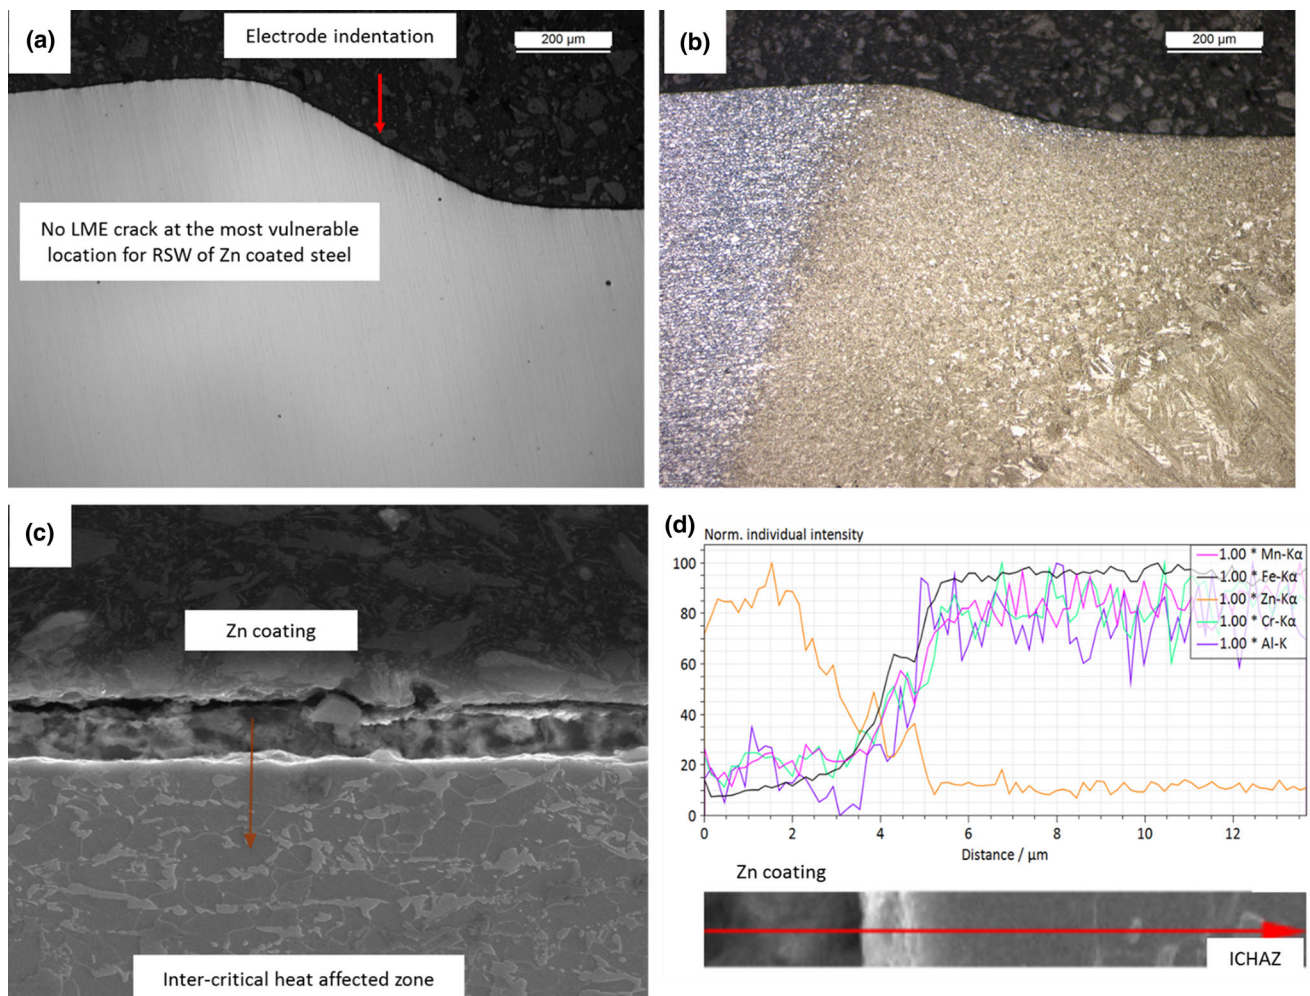 (a)
Electrode indentation
200 µm
No LME crack at the most vulnerable
location for RSW of Zn coated steel
(b)
200 µm
(c)
Zn coating
Inter-critical heat affected zone
(d)
Norm. individual intensity
100
80
60
40
20
0
0 2 4 6 8 10 12
Distance / µm
1.00 * Mn-Kα
1.00 * Fe-Kα
1.00 * Zn-Kα
1.00 * Cr-Kα
1.00 * Al-K
Zn coating
ICHAZ